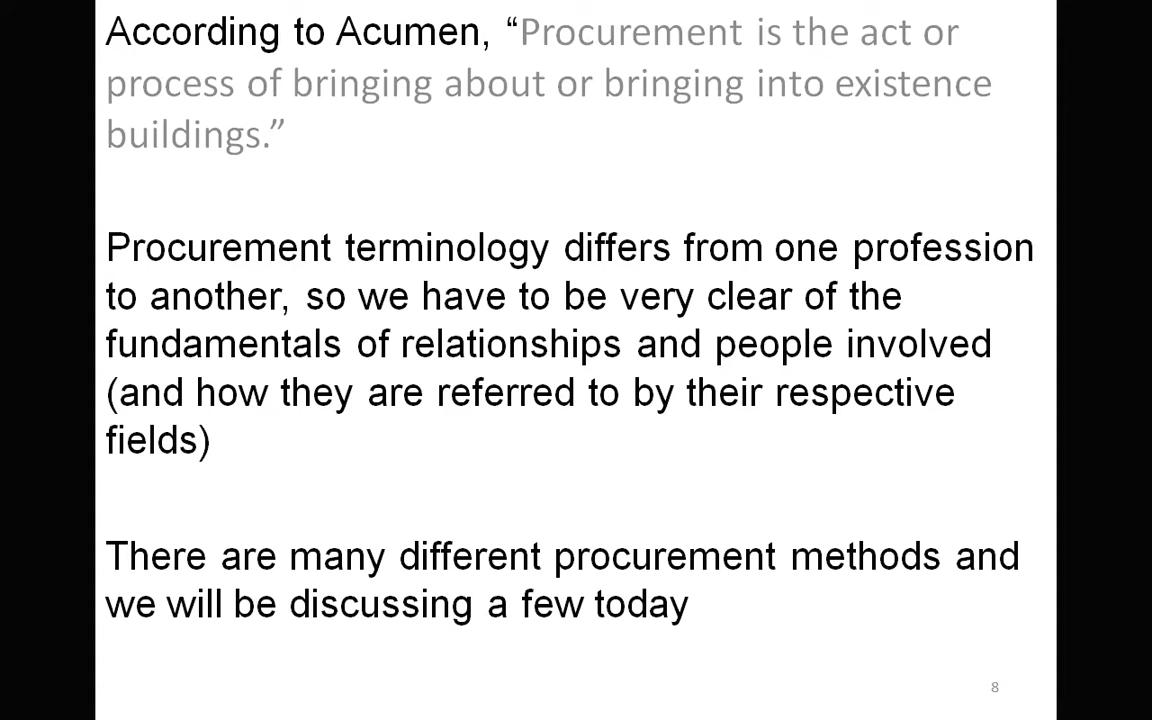 According to Acumen, “Procurement is the act or
process of bringing about or bringing into existence
buildings.”
Procurement terminology differs from one profession
to another, so we have to be very clear of the
fundamentals of relationships and people involved
(and how they are referred to by their respective
fields)
There are many different procurement methods and
we will be discussing a few today
8